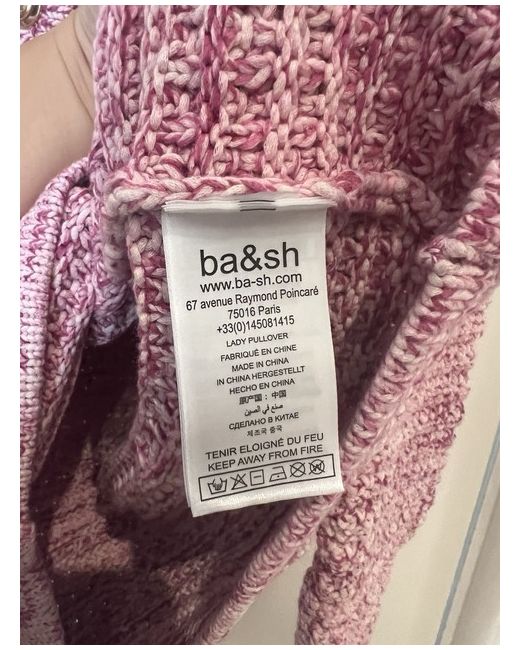 ba&sh
www.ba-sh.com
67 avenue Raymond Poincaré
75016 Paris
+33(0)145081415
LADY PULLOVER
FABRIQUÉ EN CHINE
MADE IN CHINA
IN CHINA HERGESTELLT
HECHO EN CHINA
原产国：中国
صنع في الصين
СДЕЛАНО В КИТАЕ
제조국 중국
TENIR ELOIGNÉ DU FEU
KEEP AWAY FROM FIRE